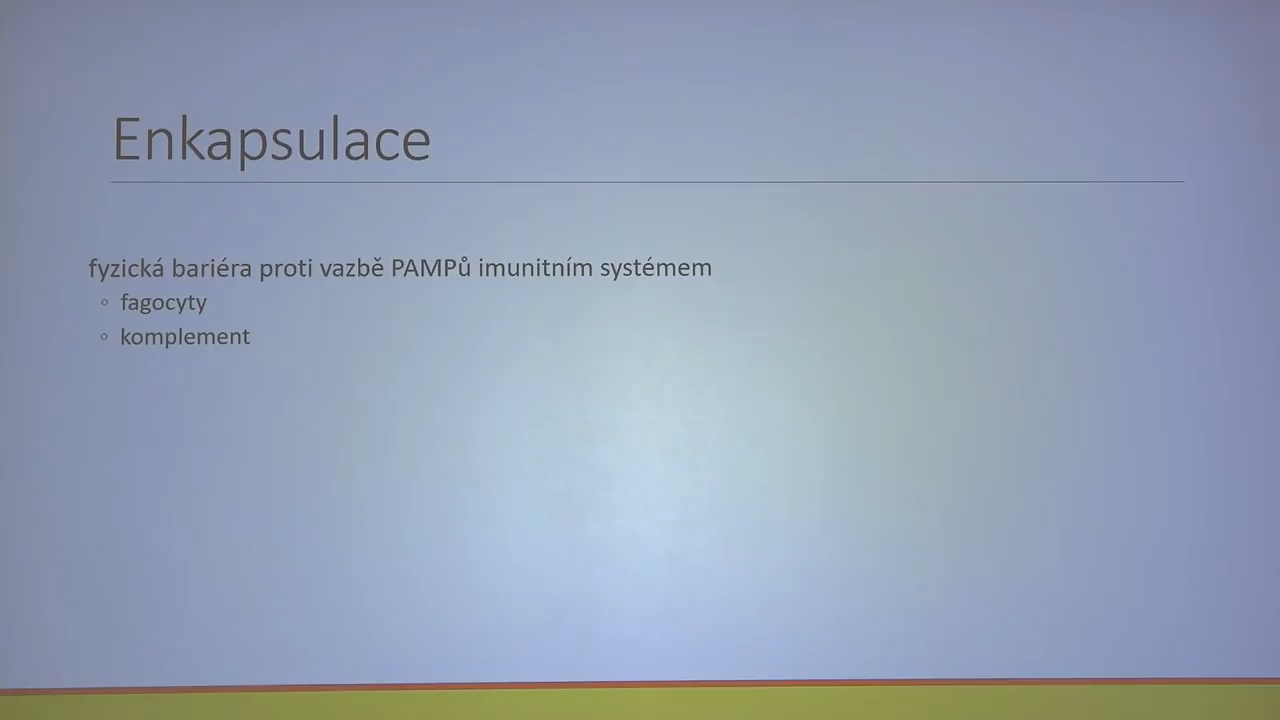 Enkapsulace
fyzická bariéra proti vazbě PAMPů imunitním systémem
◦ fagocyty
◦ komplement